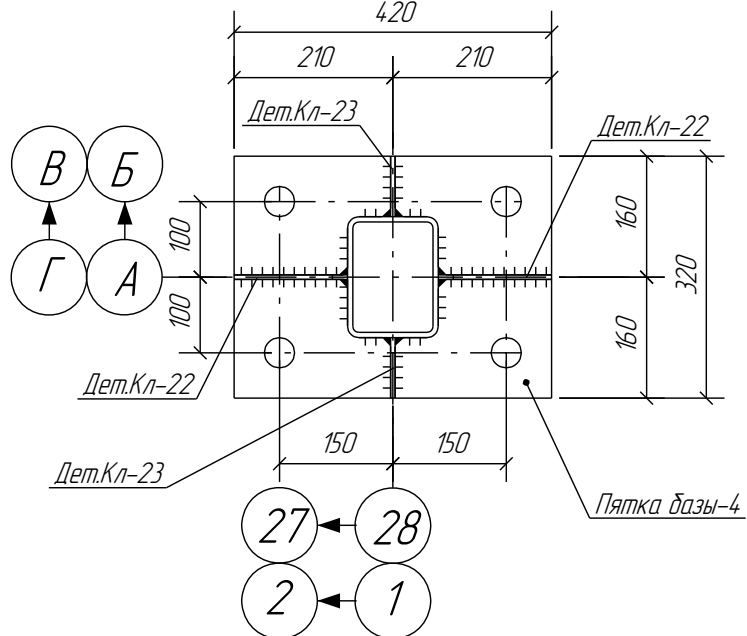 420
210
210
Дет.Кл-23
Дет.Кл-22
В
Б
100
160
320
Г
А
100
160
Дет.Кл-22
150
150
Дет.Кл-23
Пятка базы-4
27
28
2
1